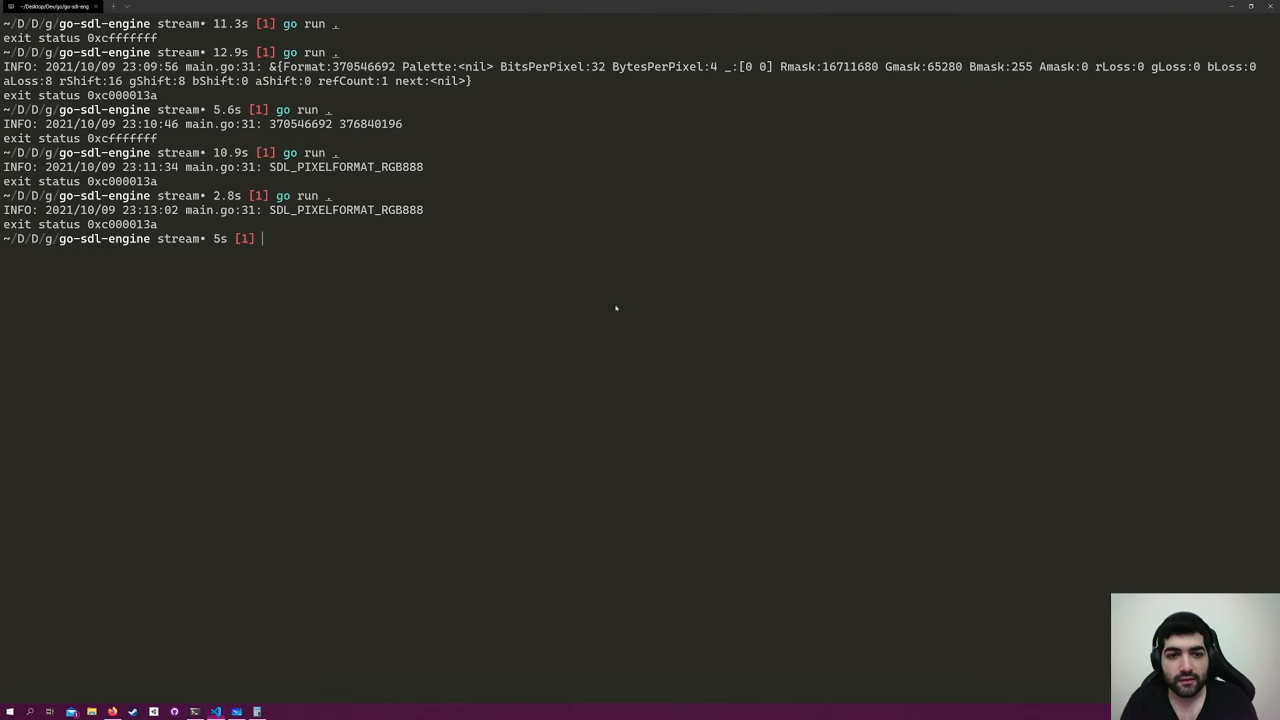 ~/Desktop/Dev/go/go-sdl-eng
~/D/D/g/go-sdl-engine stream• 11.3s [1] go run .
exit status 0xcfffffff
~/D/D/g/go-sdl-engine stream• 12.9s [1] go run .
INFO: 2021/10/09 23:09:56 main.go:31: &{Format:370546692 Palette:<nil> BitsPerPixel:32 BytesPerPixel:4 _:[0 0] Rmask:16711680 Gmask:65280 Bmask:255 Amask:0 rLoss:0 gLoss:0 bLoss:0
aLoss:8 rShift:16 gShift:8 bShift:0 aShift:0 refCount:1 next:<nil>}
exit status 0xc000013a
~/D/D/g/go-sdl-engine stream• 5.6s [1] go run .
INFO: 2021/10/09 23:10:46 main.go:31: 370546692 376840196
exit status 0xcfffffff
~/D/D/g/go-sdl-engine stream• 10.9s [1] go run .
INFO: 2021/10/09 23:11:34 main.go:31: SDL_PIXELFORMAT_RGB888
exit status 0xc000013a
~/D/D/g/go-sdl-engine stream• 2.8s [1] go run .
INFO: 2021/10/09 23:13:02 main.go:31: SDL_PIXELFORMAT_RGB888
exit status 0xc000013a
~/D/D/g/go-sdl-engine stream• 5s [1]